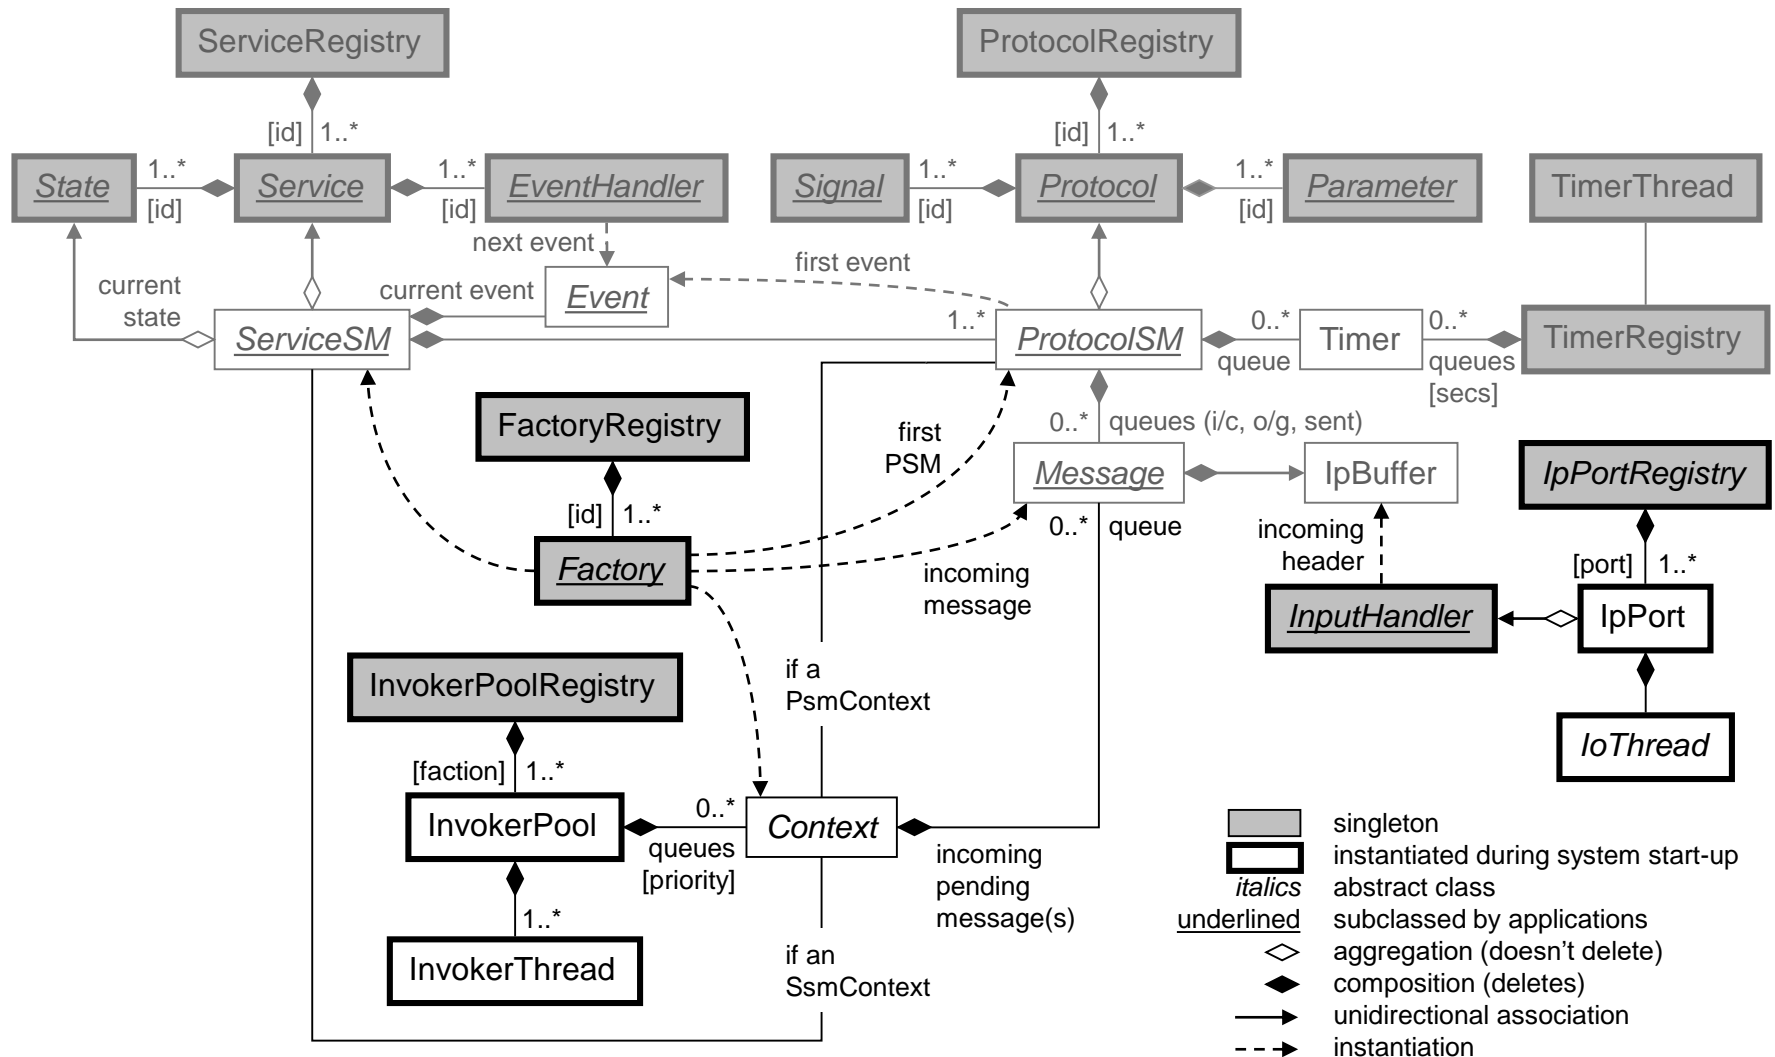 ServiceRegistry
ProtocolRegistry
[id] 1..*
[id] 1..*
State
1..*
[id]
Service
1..*
[id]
EventHandler
Signal
1..*
[id]
Protocol
1..*
[id]
Parameter
TimerThread
next event
first event
current
state
current event
Event
ServiceSM
1..*
ProtocolSM
0..*
queue
Timer
0..*
queues
[secs]
TimerRegistry
FactoryRegistry
first
PSM
0..* queues (i/c, o/g, sent)
Message
IpBuffer
IpPortRegistry
[id] 1..*
0..* queue
incoming
header
Factory
incoming
message
[port] 1..*
InputHandler
IpPort
if a
PsmContext
InvokerPoolRegistry
IoThread
[faction] 1..*
InvokerPool
0..*
queues
[priority]
Context
incoming
pending
message(s)
1..*
InvokerThread
if an
SsmContext
singleton
instantiated during system start-up
italics abstract class
underlined subclassed by applications
aggregation (doesn't delete)
composition (deletes)
unidirectional association
instantiation